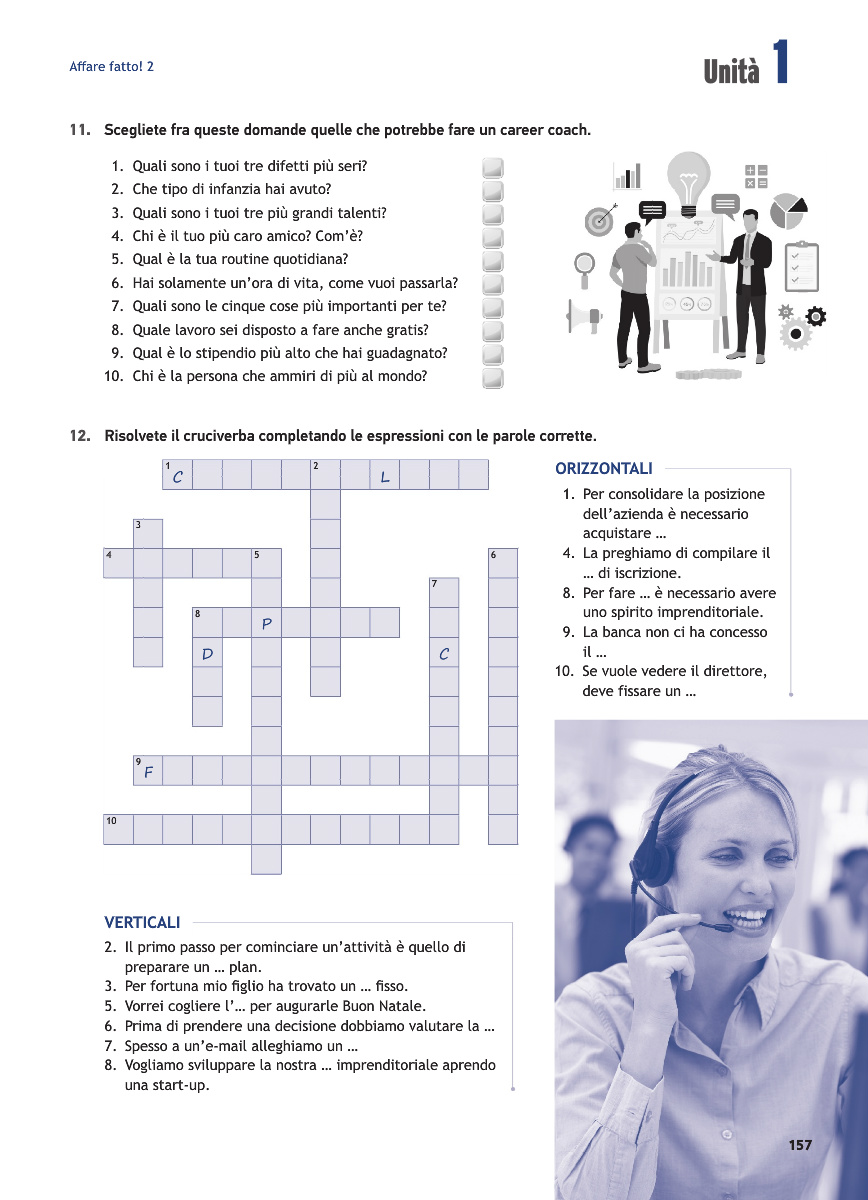 Affare fatto! 2
Unità 1
11. Scegliete fra queste domande quelle che potrebbe fare un career coach.
1. Quali sono i tuoi tre difetti più seri?
2. Che tipo di infanzia hai avuto?
3. Quali sono i tuoi tre più grandi talenti?
4. Chi è il tuo più caro amico? Com'è?
5. Qual è la tua routine quotidiana?
6. Hai solamente un'ora di vita, come vuoi passarla?
7. Quali sono le cinque cose più importanti per te?
8. Quale lavoro sei disposto a fare anche gratis?
9. Qual è lo stipendio più alto che hai guadagnato?
10. Chi è la persona che ammiri di più al mondo?
12. Risolvete il cruciverba completando le espressioni con le parole corrette.
1 2
C L
3
4 5 6
7
8
P
D C
9
F
10
ORIZZONTALI
1. Per consolidare la posizione
dell'azienda è necessario
acquistare …
4. La preghiamo di compilare il
… di iscrizione.
8. Per fare … è necessario avere
uno spirito imprenditoriale.
9. La banca non ci ha concesso
il …
10. Se vuole vedere il direttore,
deve fissare un …
VERTICALI
2. Il primo passo per cominciare un'attività è quello di
preparare un … plan.
3. Per fortuna mio figlio ha trovato un … fisso.
5. Vorrei cogliere l'… per augurarle Buon Natale.
6. Prima di prendere una decisione dobbiamo valutare la …
7. Spesso a un'e-mail alleghiamo un …
8. Vogliamo sviluppare la nostra … imprenditoriale aprendo
una start-up.
157